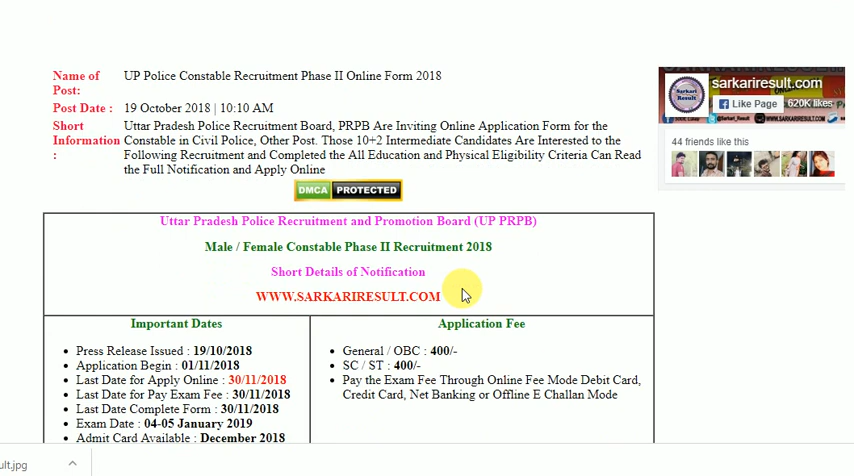 Name of Post:
UP Police Constable Recruitment Phase II Online Form 2018
Post Date :
19 October 2018 | 10:10 AM
Short Information :
Uttar Pradesh Police Recruitment Board, PRPB Are Inviting Online Application Form for the
Constable in Civil Police, Other Post. Those 10+2 Intermediate Candidates Are Interested to the
Following Recruitment and Completed the All Education and Physical Eligibility Criteria Can Read
the Full Notification and Apply Online
DMCA PROTECTED
sarkariresult.com
Sarkari Result
Like Page
620K likes
WWW.SARKARIRESULT.COM
44 friends like this
Uttar Pradesh Police Recruitment and Promotion Board (UP PRPB)
Male / Female Constable Phase II Recruitment 2018
Short Details of Notification
WWW.SARKARIRESULT.COM
Important Dates
Press Release Issued : 19/10/2018
Application Begin : 01/11/2018
Last Date for Apply Online : 30/11/2018
Last Date for Pay Exam Fee : 30/11/2018
Last Date Complete Form : 30/11/2018
Exam Date : 04-05 January 2019
Admit Card Available : December 2018
Application Fee
General / OBC : 400/-
SC / ST : 400/-
Pay the Exam Fee Through Online Fee Mode Debit Card,
Credit Card, Net Banking or Offline E Challan Mode
ult.jpg